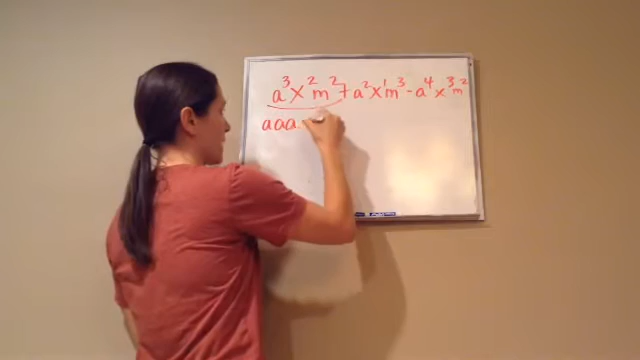 a³x²m² + a²x¹m³ - a⁴x³m²
aaa